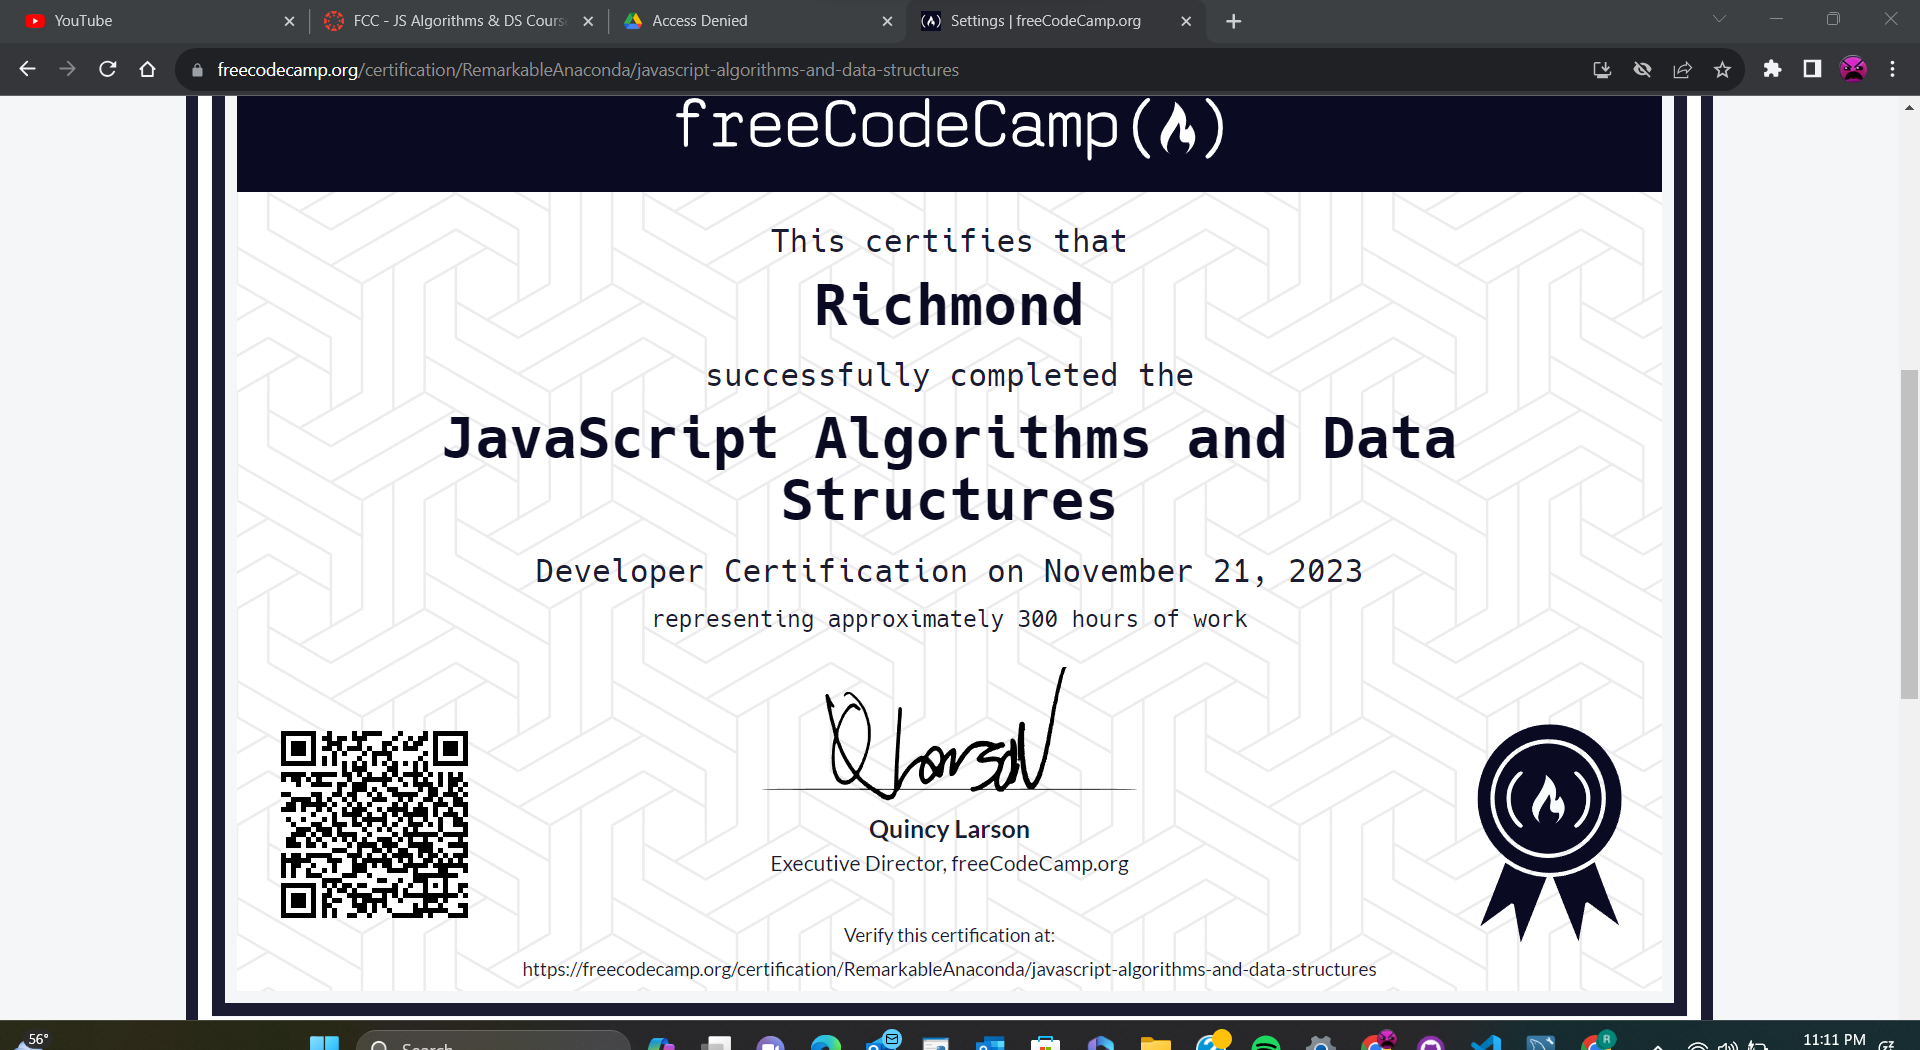 YouTube
FCC - JS Algorithms & DS Cours
Access Denied
Settings | freeCodeCamp.org
freecodecamp.org/certification/RemarkableAnaconda/javascript-algorithms-and-data-structures
freeCodeCamp
This certifies that
Richmond
successfully completed the
JavaScript Algorithms and Data
Structures
Developer Certification on November 21, 2023
representing approximately 300 hours of work
QLarson
Quincy Larson
Executive Director, freeCodeCamp.org
Verify this certification at:
https://freecodecamp.org/certification/RemarkableAnaconda/javascript-algorithms-and-data-structures
56°
Search
R
11:11 PM